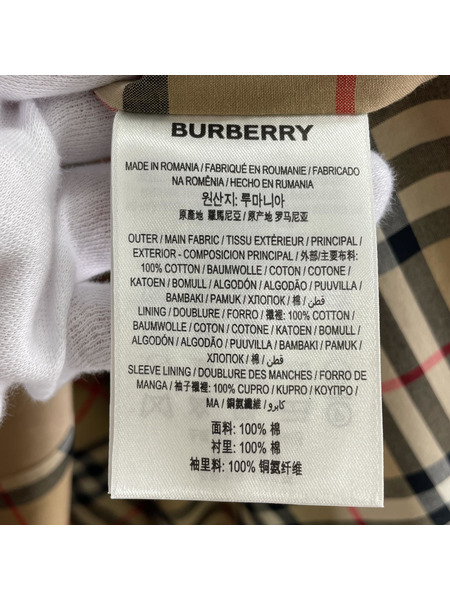 BURBERRY
MADE IN ROMANIA / FABRIQUÉ EN ROUMANIE / FABRICADO
NA ROMÊNIA / HECHO EN RUMANIA
원산지: 루마니아
原產地 羅馬尼亞 / 原产地 罗马尼亚
OUTER / MAIN FABRIC / TISSU EXTÉRIEUR / PRINCIPAL /
EXTERIOR - COMPOSICION PRINCIPAL / 外部/主要布料:
100% COTTON / BAUMWOLLE / COTON / COTONE /
KATOEN / BOMULL / ALGODÓN / ALGODÃO / PUUVILLA /
BAMBAKI / PAMUK / ХЛОПОК / 棉 / قطن /
LINING / DOUBLURE / FORRO / 襯裡: 100% COTTON /
BAUMWOLLE / COTON / COTONE / KATOEN / BOMULL /
ALGODÓN / ALGODÃO / PUUVILLA / BAMBAKI / PAMUK /
ХЛОПОК / 棉 / قطن /
SLEEVE LINING / DOUBLURE DES MANCHES / FORRO DE
MANGA / 袖子襯裡: 100% CUPRO / KUPRO / ΚΟΥΠΡΟ /
МА / 銅氨纖維 / كابرو /
面料: 100% 棉
衬里: 100% 棉
袖里料: 100% 铜氨纤维